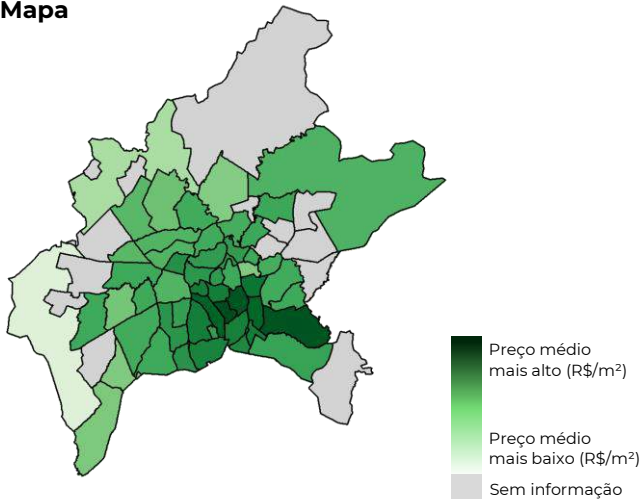 Mapa
Preço médio
mais alto (R$/m²)
Preço médio
mais baixo (R$/m²)
Sem informação